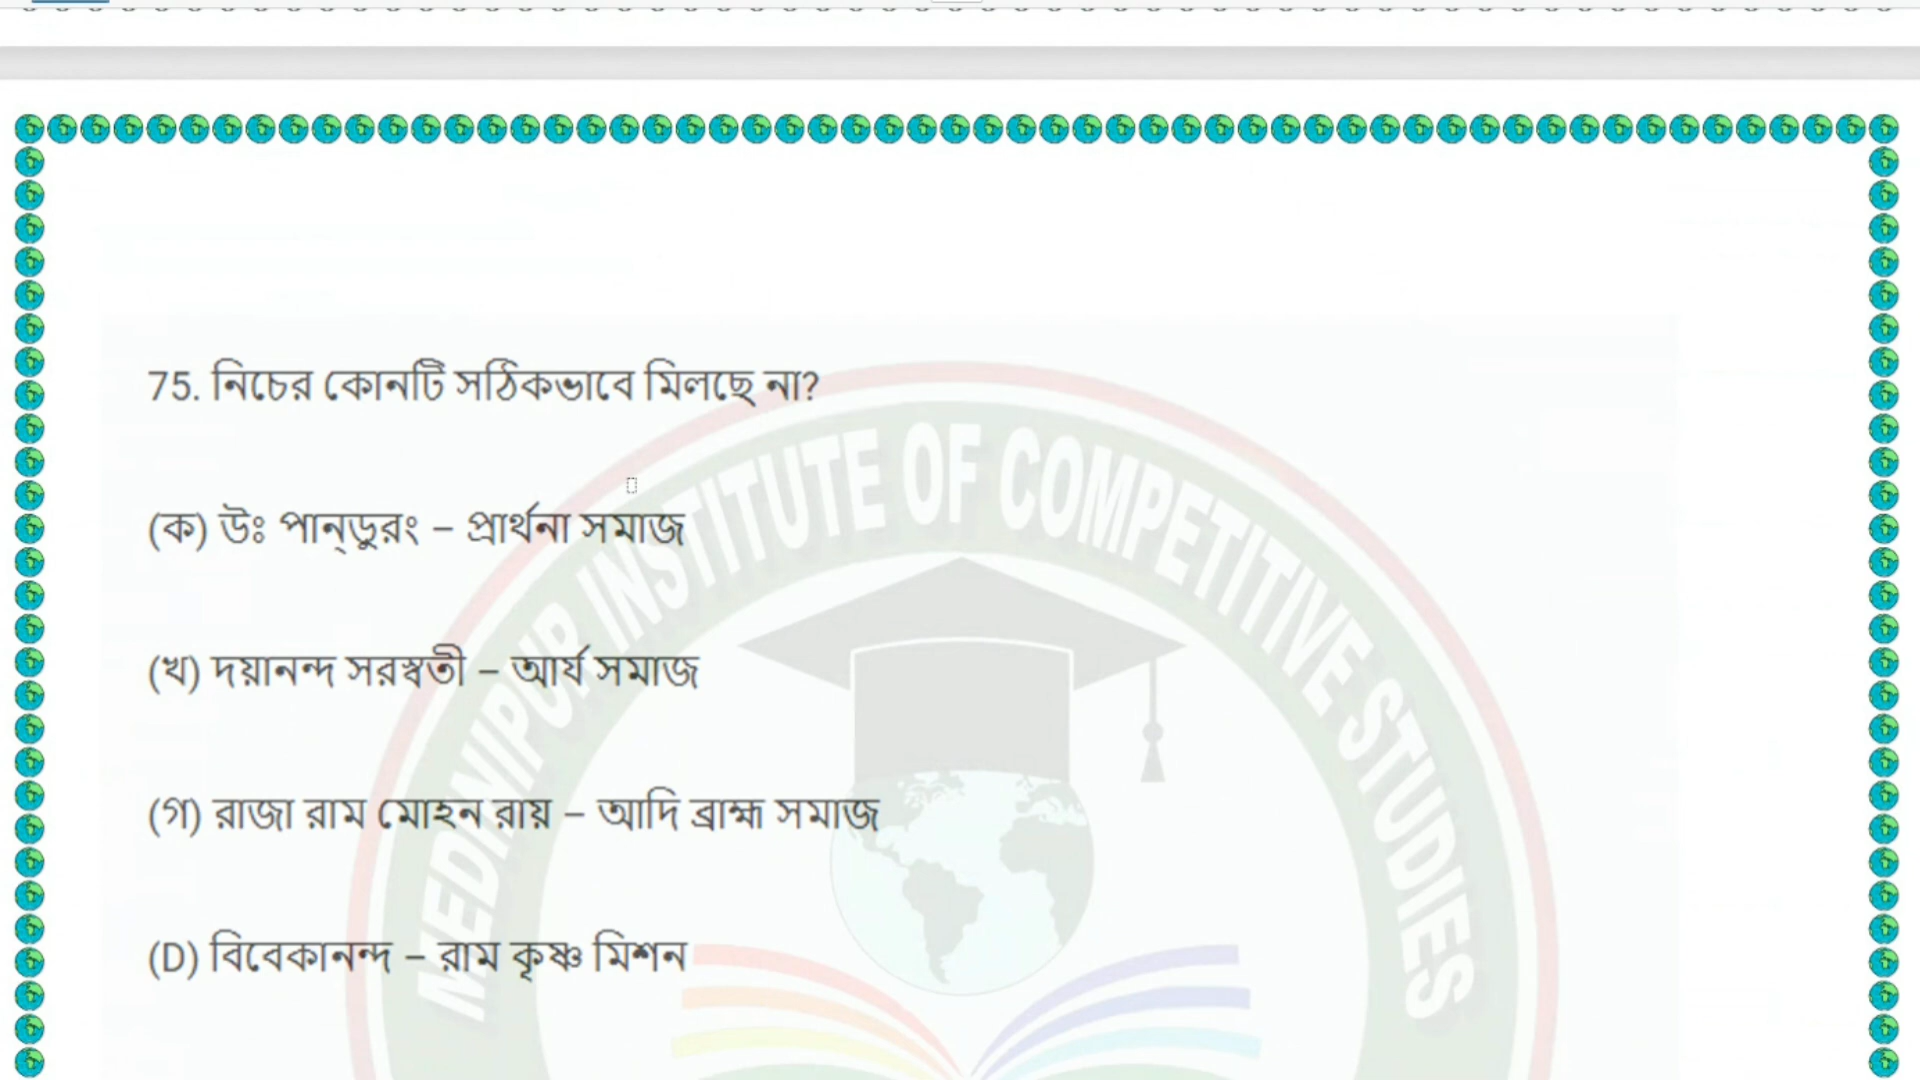 75. নিচের কোনটি সঠিকভাবে মিলছে না?
MEDINIPUR INSTITUTE OF COMPETITIVE STUDIES
(ক) উঃ পান্‌ডুরং – প্রার্থনা সমাজ
(খ) দয়ানন্দ সরস্বতী – আর্য সমাজ
(গ) রাজা রাম মোহন রায় – আদি ব্রাহ্ম সমাজ
(D) বিবেকানন্দ – রাম কৃষ্ণ মিশন